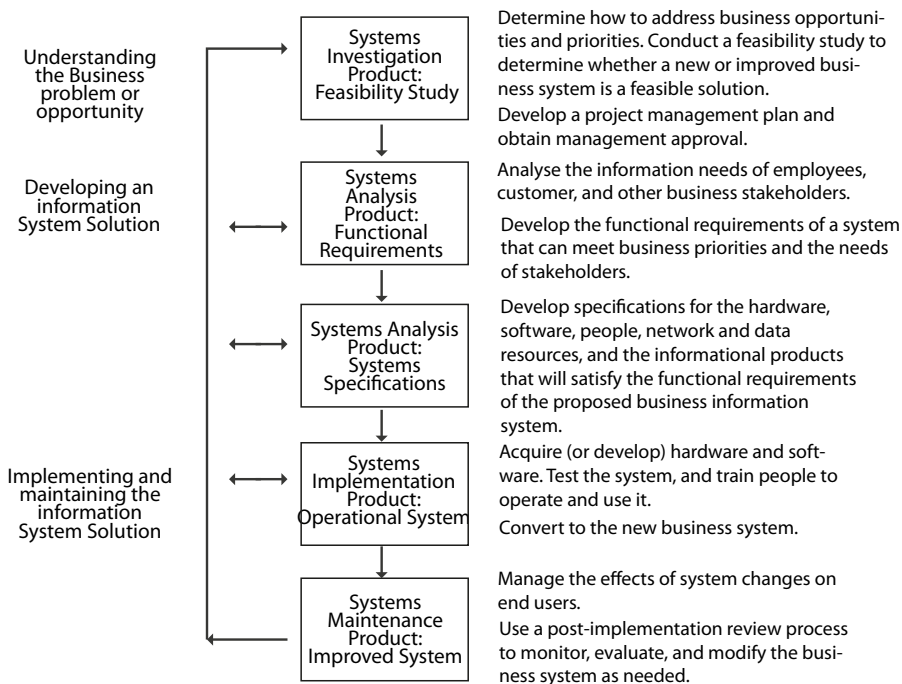 Understanding
the Business
problem or
opportunity
Systems
Investigation
Product:
Feasibility Study
Determine how to address business opportuni-
ties and priorities. Conduct a feasibility study to
determine whether a new or improved busi-
ness system is a feasible solution.
Develop a project management plan and
obtain management approval.
Developing an
information
System Solution
Systems
Analysis
Product:
Functional
Requirements
Analyse the information needs of employees,
customer, and other business stakeholders.
Develop the functional requirements of a system
that can meet business priorities and the needs
of stakeholders.
Systems Analysis
Product:
Systems
Specifications
Develop specifications for the hardware,
software, people, network and data
resources, and the informational products
that will satisfy the functional requirements
of the proposed business information
system.
Implementing and
maintaining the
information
System Solution
Systems
Implementation
Product:
Operational System
Acquire (or develop) hardware and soft-
ware. Test the system, and train people to
operate and use it.
Convert to the new business system.
Systems
Maintenance
Product:
Improved System
Manage the effects of system changes on
end users.
Use a post-implementation review process
to monitor, evaluate, and modify the busi-
ness system as needed.